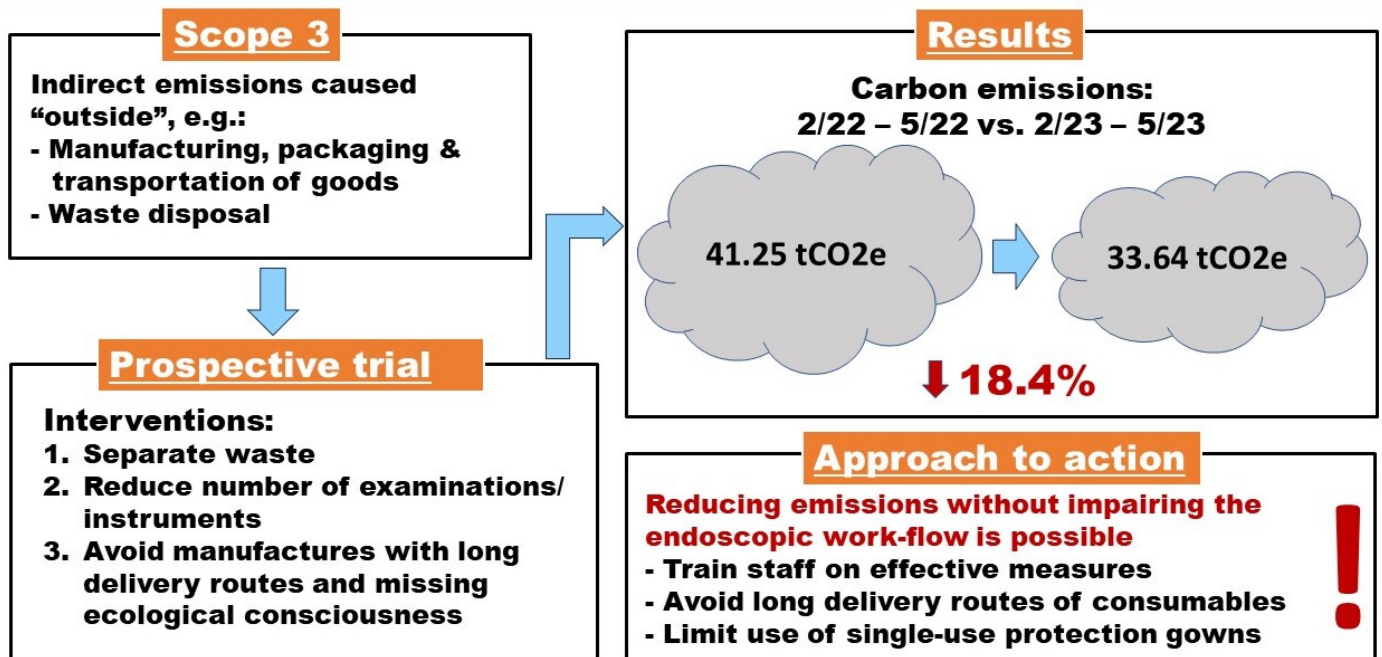 Scope 3
Indirect emissions caused
“outside”, e.g.:
- Manufacturing, packaging &
transportation of goods
- Waste disposal
Prospective trial
Interventions:
1. Separate waste
2. Reduce number of examinations/
instruments
3. Avoid manufactures with long
delivery routes and missing
ecological consciousness
Results
Carbon emissions:
2/22 – 5/22 vs. 2/23 – 5/23
41.25 tCO2e
33.64 tCO2e
18.4%
Approach to action
Reducing emissions without impairing the
endoscopic work-flow is possible
- Train staff on effective measures
- Avoid long delivery routes of consumables
- Limit use of single-use protection gowns
!